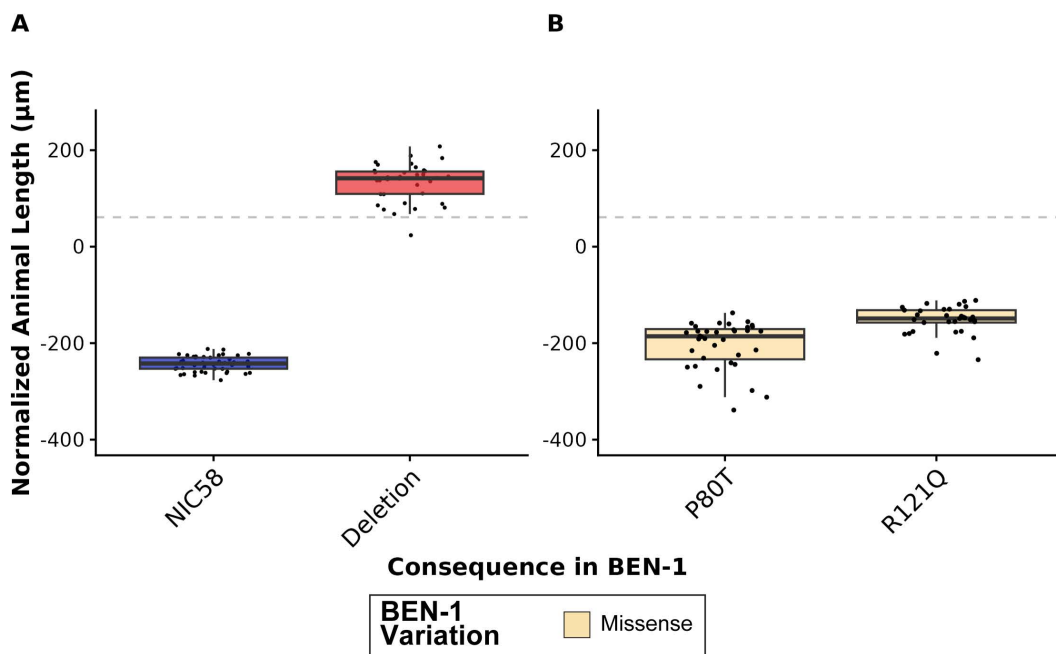 A
B
Normalized Animal Length (µm)
200
0
-200
-400
200
0
-200
-400
NIC58
Deletion
P80T
R121Q
Consequence in BEN-1
BEN-1
Variation
Missense